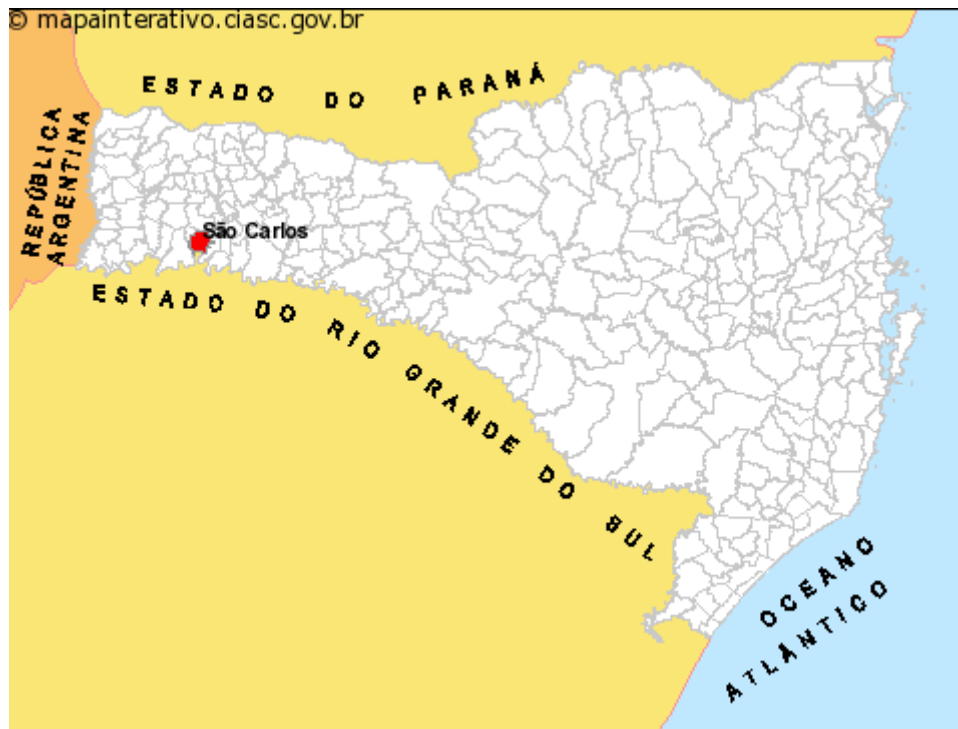 © mapainterativo.ciasc.gov.br
ESTADO DO PARANÁ
REPÚBLICA
ARGENTINA
São Carlos
ESTADO DO RIO GRANDE DO SUL
OCEANO
ATLÂNTICO